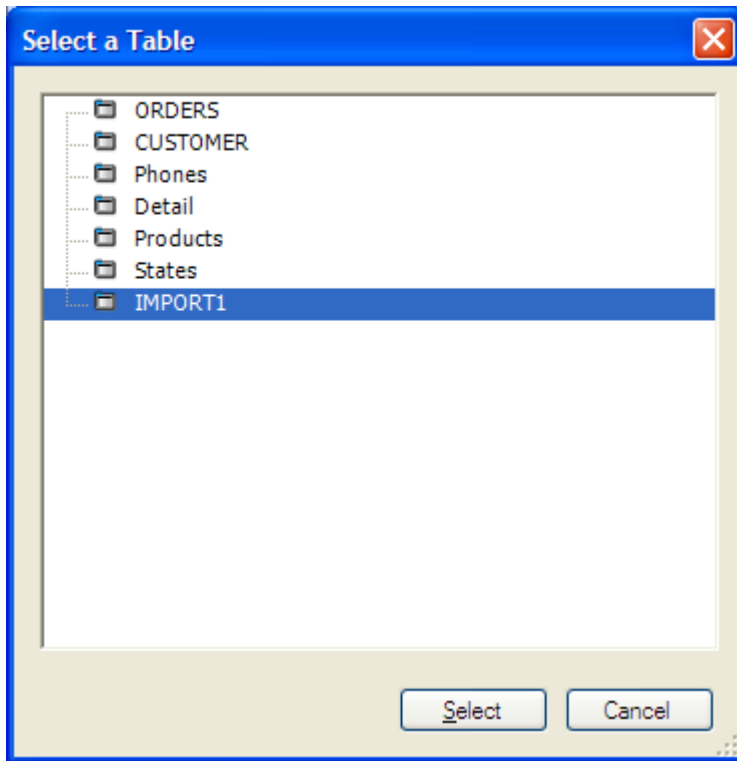 Select a Table
ORDERS
CUSTOMER
Phones
Detail
Products
States
IMPORT1
Select Cancel